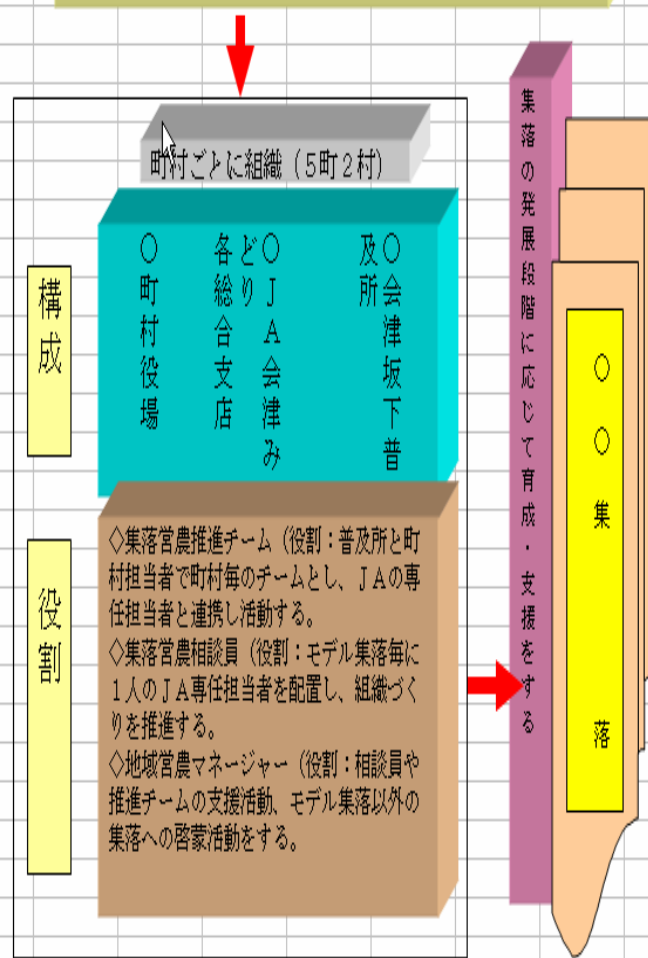 町村ごとに組織（５町２村）
構成
○会津坂下普
及所
○ＪＡ会津み
どり
各総合支店
○町村役場
役割
◇集落営農推進チーム（役割：普及所と町
村担当者で町村毎のチームとし、ＪＡの専
任担当者と連携し活動する。
◇集落営農相談員（役割：モデル集落毎に
１人のＪＡ専任担当者を配置し、組織づく
りを推進する。
◇地域営農マネージャー（役割：相談員や
推進チームの支援活動、モデル集落以外の
集落への啓蒙活動をする。
集落の発展段階に応じて育成・支援をする
○○集落